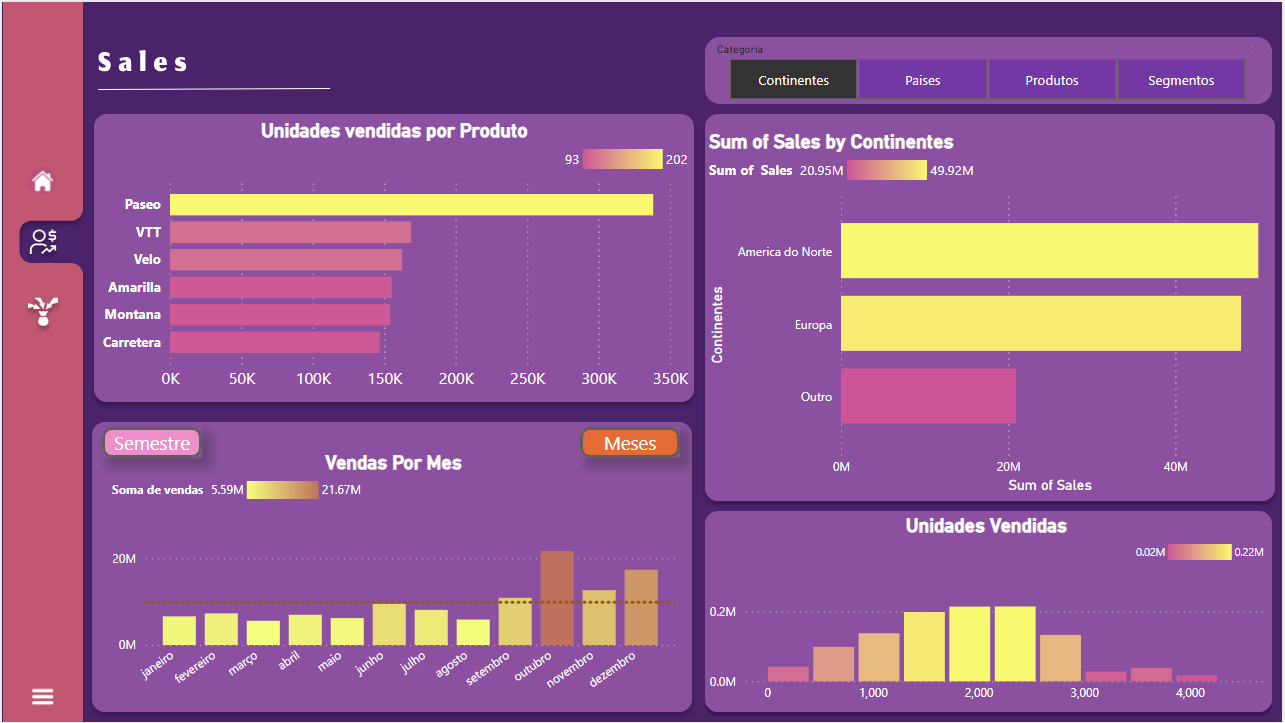 Sales
Categoria
Continentes
Paises
Produtos
Segmentos
Unidades vendidas por Produto
93 202
Paseo
VTT
Velo
Amarilla
Montana
Carretera
0K 50K 100K 150K 200K 250K 300K 350K
Sum of Sales by Continentes
Sum of Sales 20.95M 49.92M
Continentes
America do Norte
Europa
Outro
0M 20M 40M
Sum of Sales
Semestre
Meses
Vendas Por Mes
Soma de vendas 5.59M 21.67M
20M
0M
janeiro fevereiro março abril maio junho julho agosto setembro outubro novembro dezembro
Unidades Vendidas
0.02M 0.22M
0.2M
0.0M
0 1,000 2,000 3,000 4,000